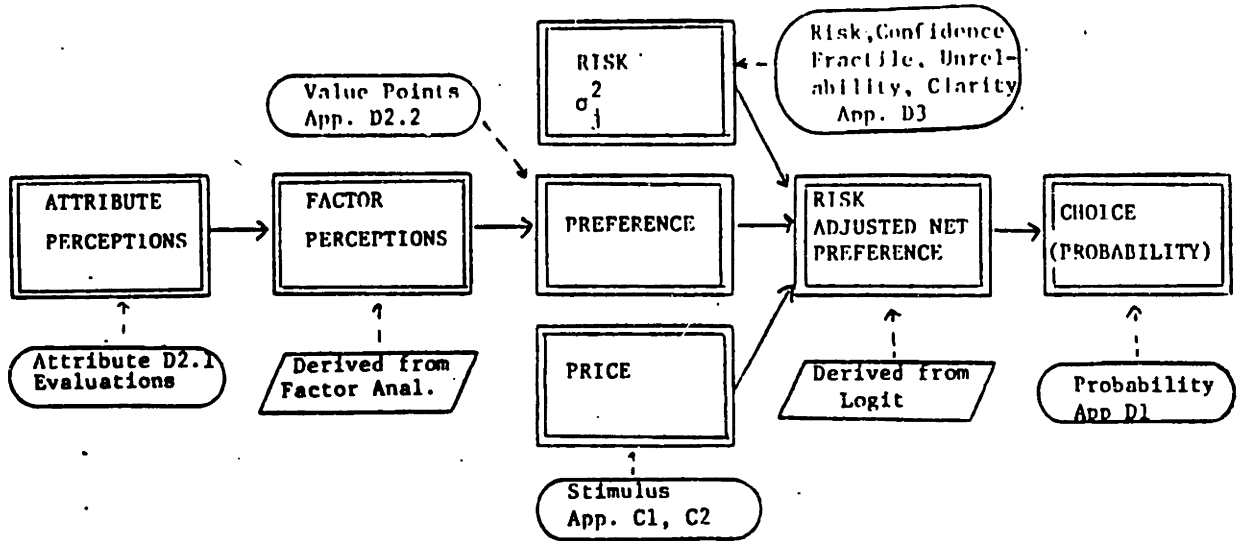 Risk,Confidence
Fractile, Unrel-
ability, Clarity
App. D3
RISK
σ²j
Value Points
App. D2.2
ATTRIBUTE
PERCEPTIONS
FACTOR
PERCEPTIONS
PREFERENCE
RISK
ADJUSTED NET
PREFERENCE
CHOICE
(PROBABILITY)
Attribute D2.1
Evaluations
Derived from
Factor Anal.
PRICE
Derived from
Logit
Probability
App D1
Stimulus
App. C1, C2